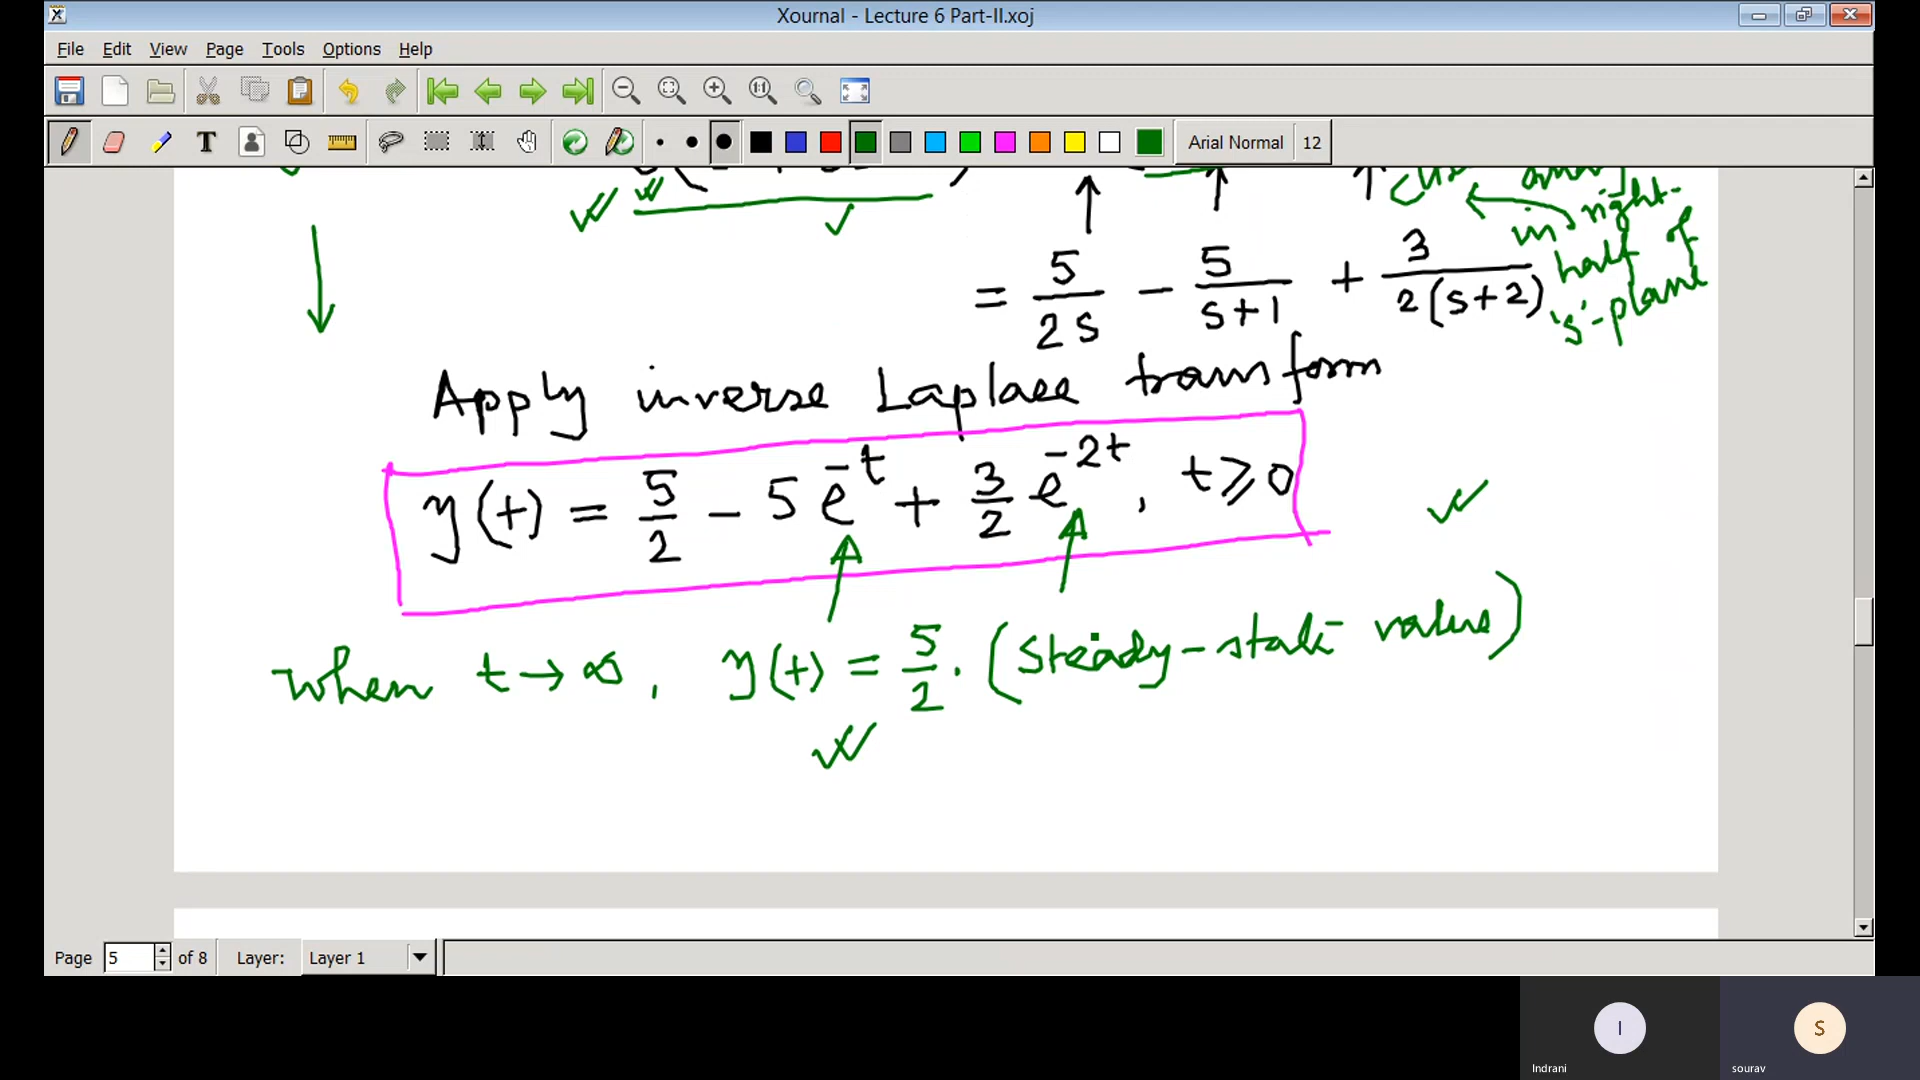 Xournal - Lecture 6 Part-II.xoj
File Edit View Page Tools Options Help
Arial Normal 12
in right-
half of
's'-plane
= 5/2s - 5/(s+1) + 3/2(s+2)
Apply inverse Laplace transform
y(t) = 5/2 - 5e^-t + 3/2 e^-2t, t ⩾ 0
when t → ∞, y(t) = 5/2. (steady-state value)
Page 5 of 8 Layer: Layer 1
I S
Indrani sourav